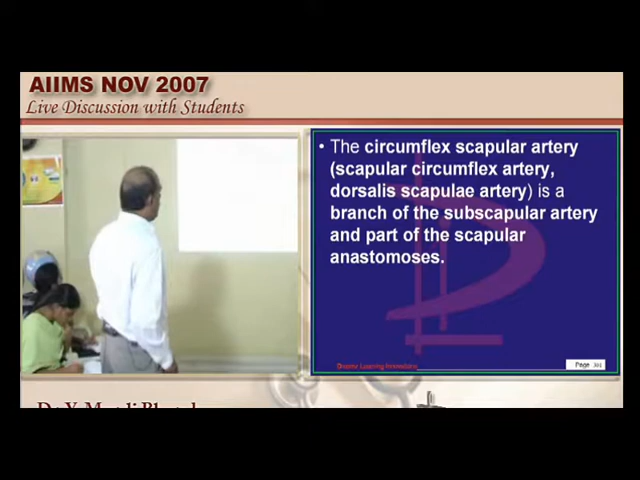 AIIMS NOV 2007
Live Discussion with Students
• The circumflex scapular artery
(scapular circumflex artery,
dorsalis scapulae artery) is a
branch of the subscapular artery
and part of the scapular
anastomoses.
Page